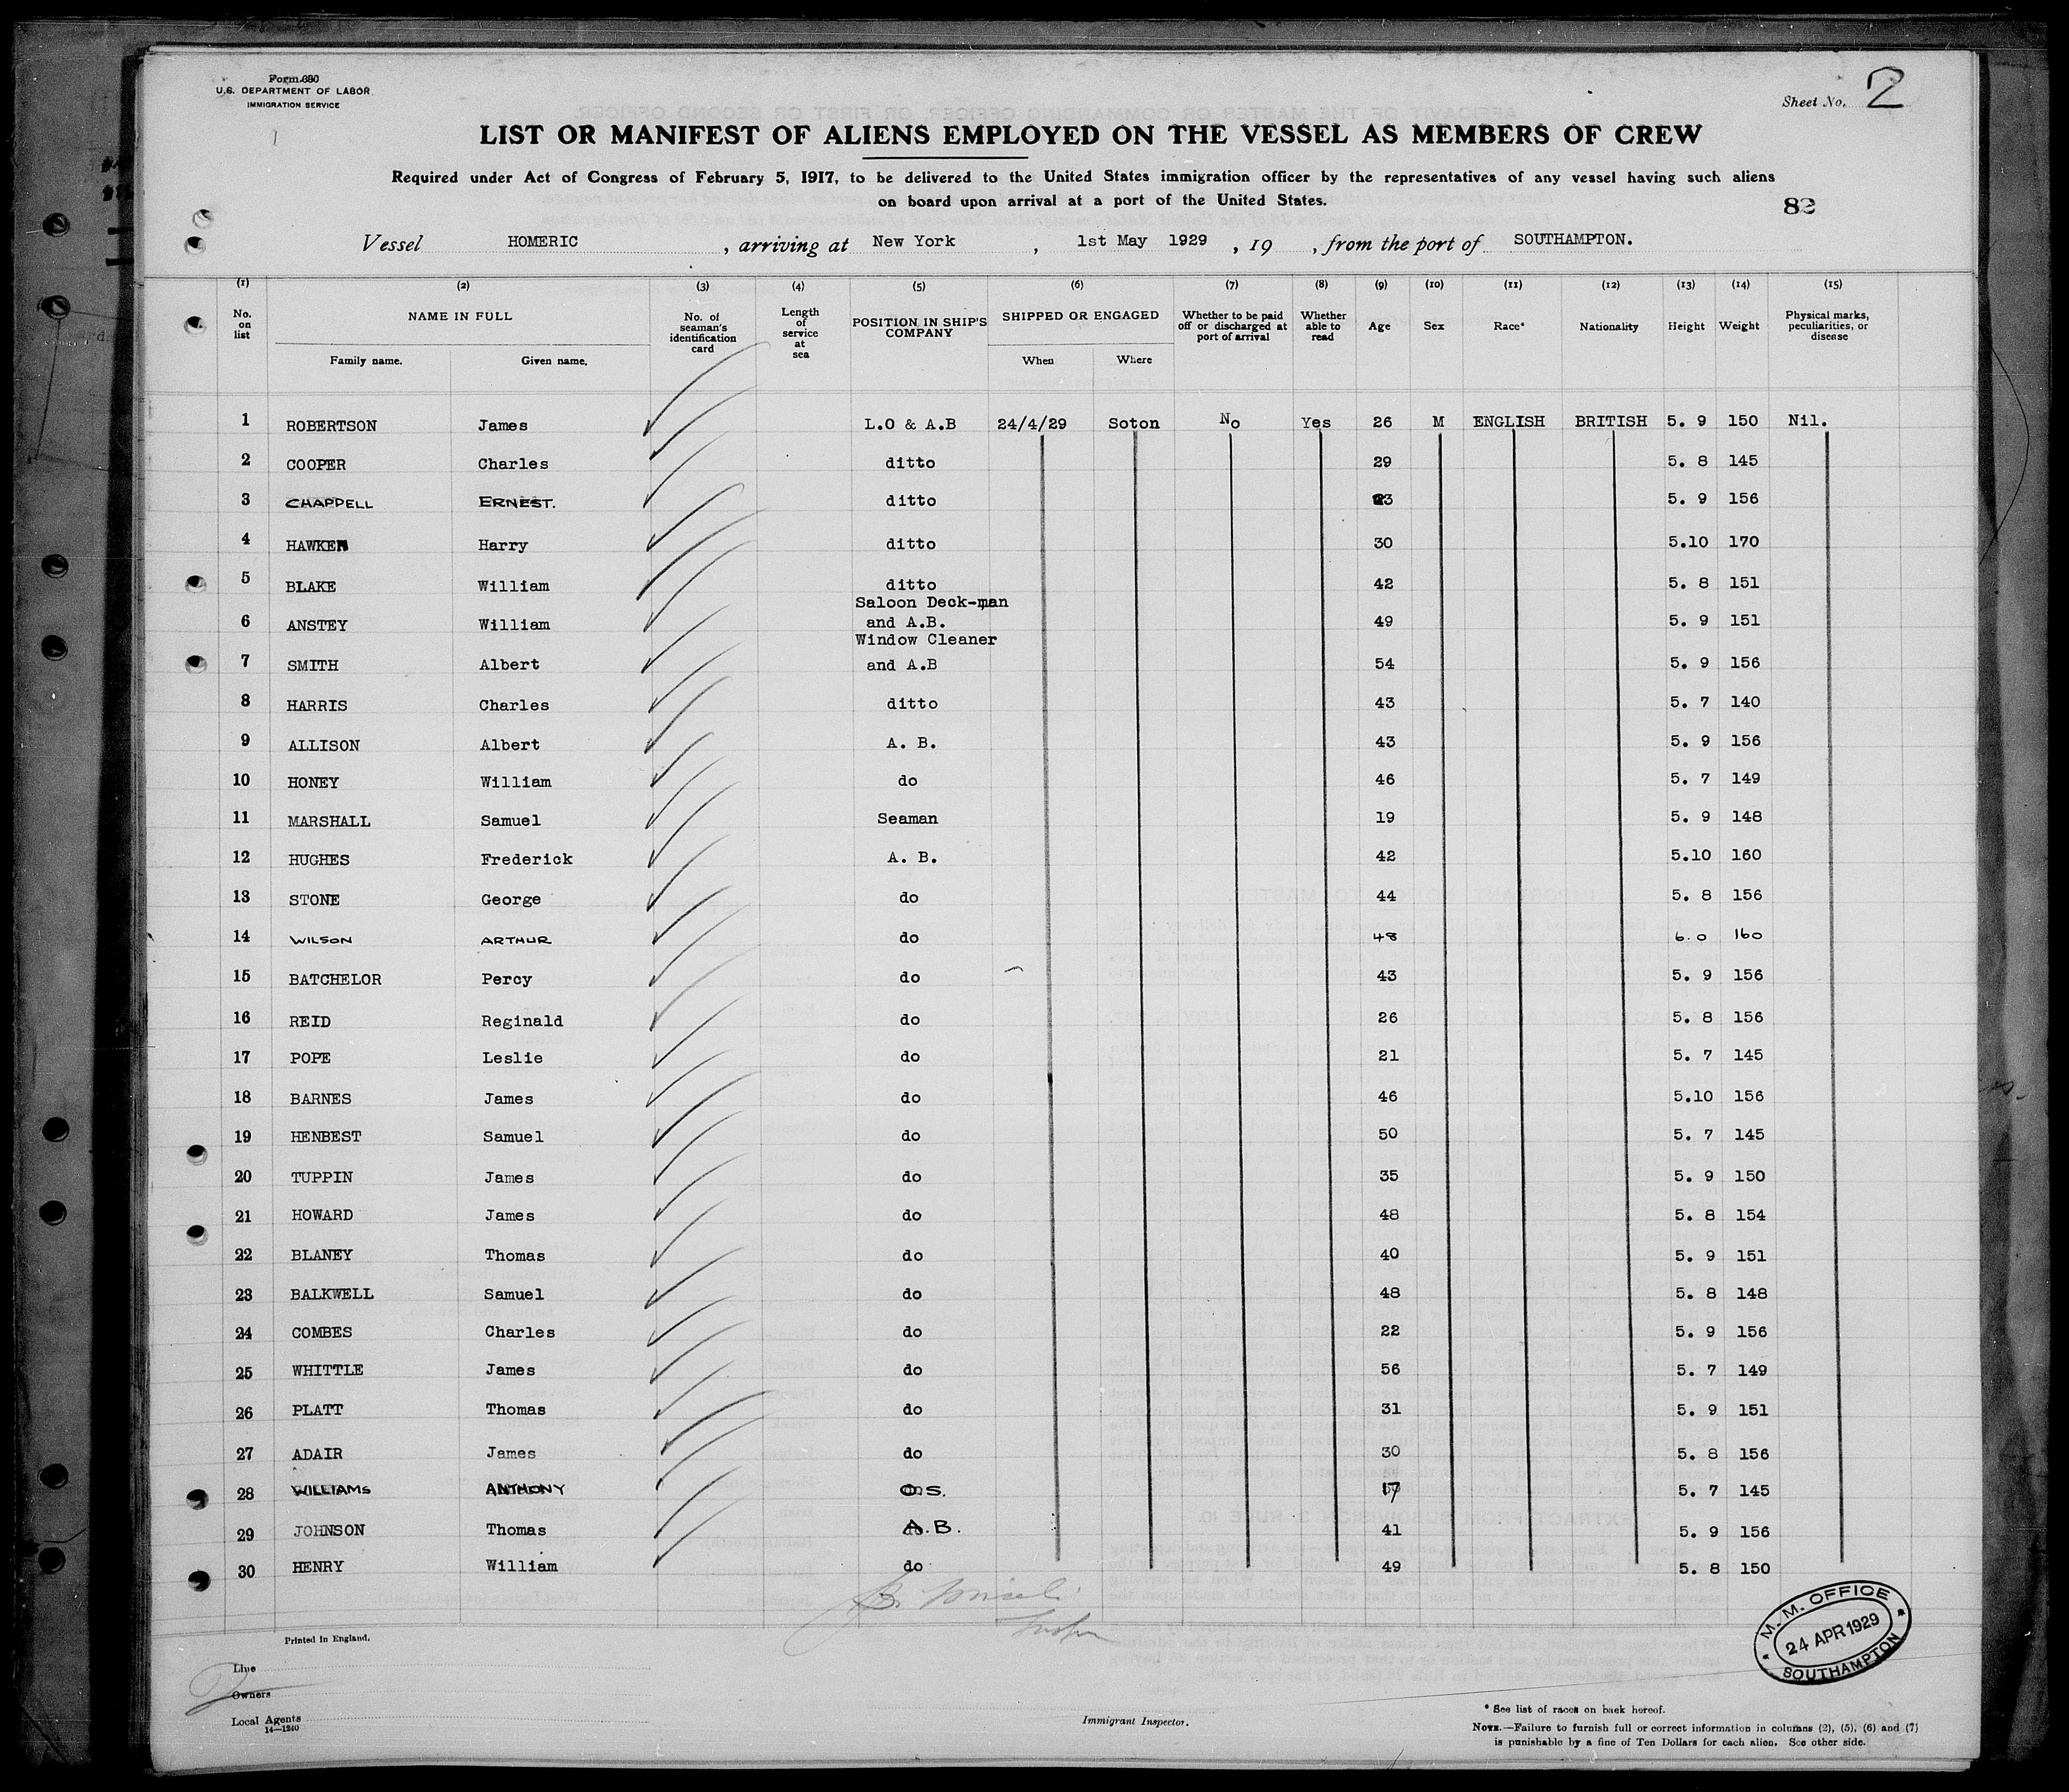 Form 680
U.S. DEPARTMENT OF LABOR
IMMIGRATION SERVICE
Sheet No. 2
LIST OR MANIFEST OF ALIENS EMPLOYED ON THE VESSEL AS MEMBERS OF CREW
Required under Act of Congress of February 5, 1917, to be delivered to the United States immigration officer by the representatives of any vessel having such aliens
on board upon arrival at a port of the United States.
82
Vessel HOMERIC, arriving at New York, 1st May 1929, 19 , from the port of SOUTHAMPTON.
(1) (2) (3) (4) (5) (6) (7) (8) (9) (10) (11) (12) (13) (14) (15)
No. on list NAME IN FULL Family name. Given name. No. of seaman's identification card Length of service at sea POSITION IN SHIP'S COMPANY SHIPPED OR ENGAGED When Where Whether to be paid off or discharged at port of arrival Whether able to read Age Sex Race* Nationality Height Weight Physical marks, peculiarities, or disease
1 ROBERTSON James L.O & A.B 24/4/29 Soton No Yes 26 M ENGLISH BRITISH 5. 9 150 Nil.
2 COOPER Charles ditto 29 5. 8 145
3 CHAPPELL ERNEST. ditto 23 5. 9 156
4 HAWKEN Harry ditto 30 5.10 170
5 BLAKE William ditto 42 5. 8 151
6 ANSTEY William Saloon Deck-man and A.B. 49 5. 9 151
7 SMITH Albert Window Cleaner and A.B 54 5. 9 156
8 HARRIS Charles ditto 43 5. 7 140
9 ALLISON Albert A. B. 43 5. 9 156
10 HONEY William do 46 5. 7 149
11 MARSHALL Samuel Seaman 19 5. 9 148
12 HUGHES Frederick A. B. 42 5.10 160
13 STONE George do 44 5. 8 156
14 WILSON ARTHUR do 48 6. 0 160
15 BATCHELOR Percy do 43 5. 9 156
16 REID Reginald do 26 5. 8 156
17 POPE Leslie do 21 5. 7 145
18 BARNES James do 46 5.10 156
19 HENBEST Samuel do 50 5. 7 145
20 TUPPIN James do 35 5. 9 150
21 HOWARD James do 48 5. 8 154
22 BLANEY Thomas do 40 5. 9 151
23 BALKWELL Samuel do 48 5. 8 148
24 COMBES Charles do 22 5. 9 156
25 WHITTLE James do 56 5. 7 149
26 PLATT Thomas do 31 5. 9 151
27 ADAIR James do 30 5. 8 156
28 WILLIAMS ANTHONY O.S. 17 5. 7 145
29 JOHNSON Thomas A.B. 41 5. 9 156
30 HENRY William do 49 5. 8 150
M. M. OFFICE
24 APR 1929
SOUTHAMPTON
Printed in England.
Line
Owners
Local Agents
14—1240
Immigrant Inspector.
* See list of races on back hereof.
NOTE.—Failure to furnish full or correct information in columns (2), (5), (6) and (7)
is punishable by a fine of Ten Dollars for each alien. See other side.